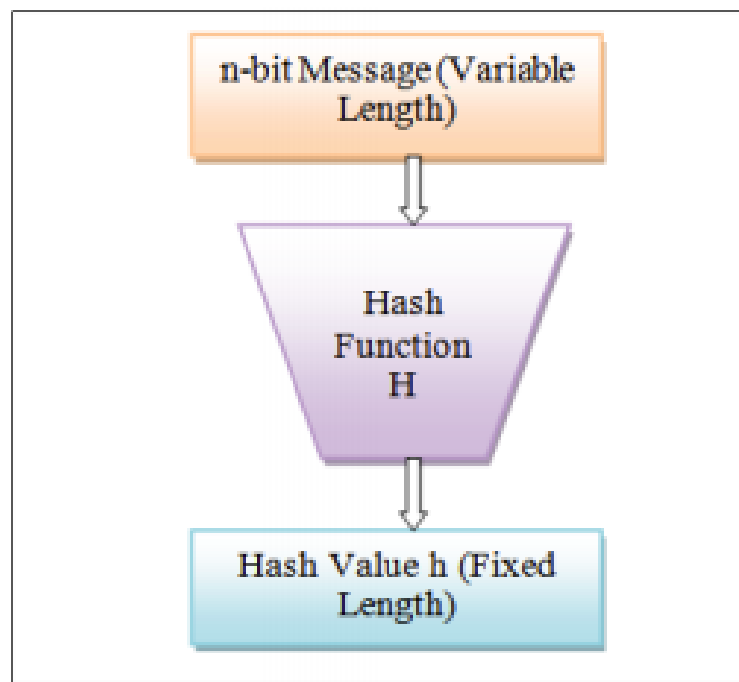 n-bit Message (Variable
Length)
Hash
Function
H
Hash Value h (Fixed
Length)